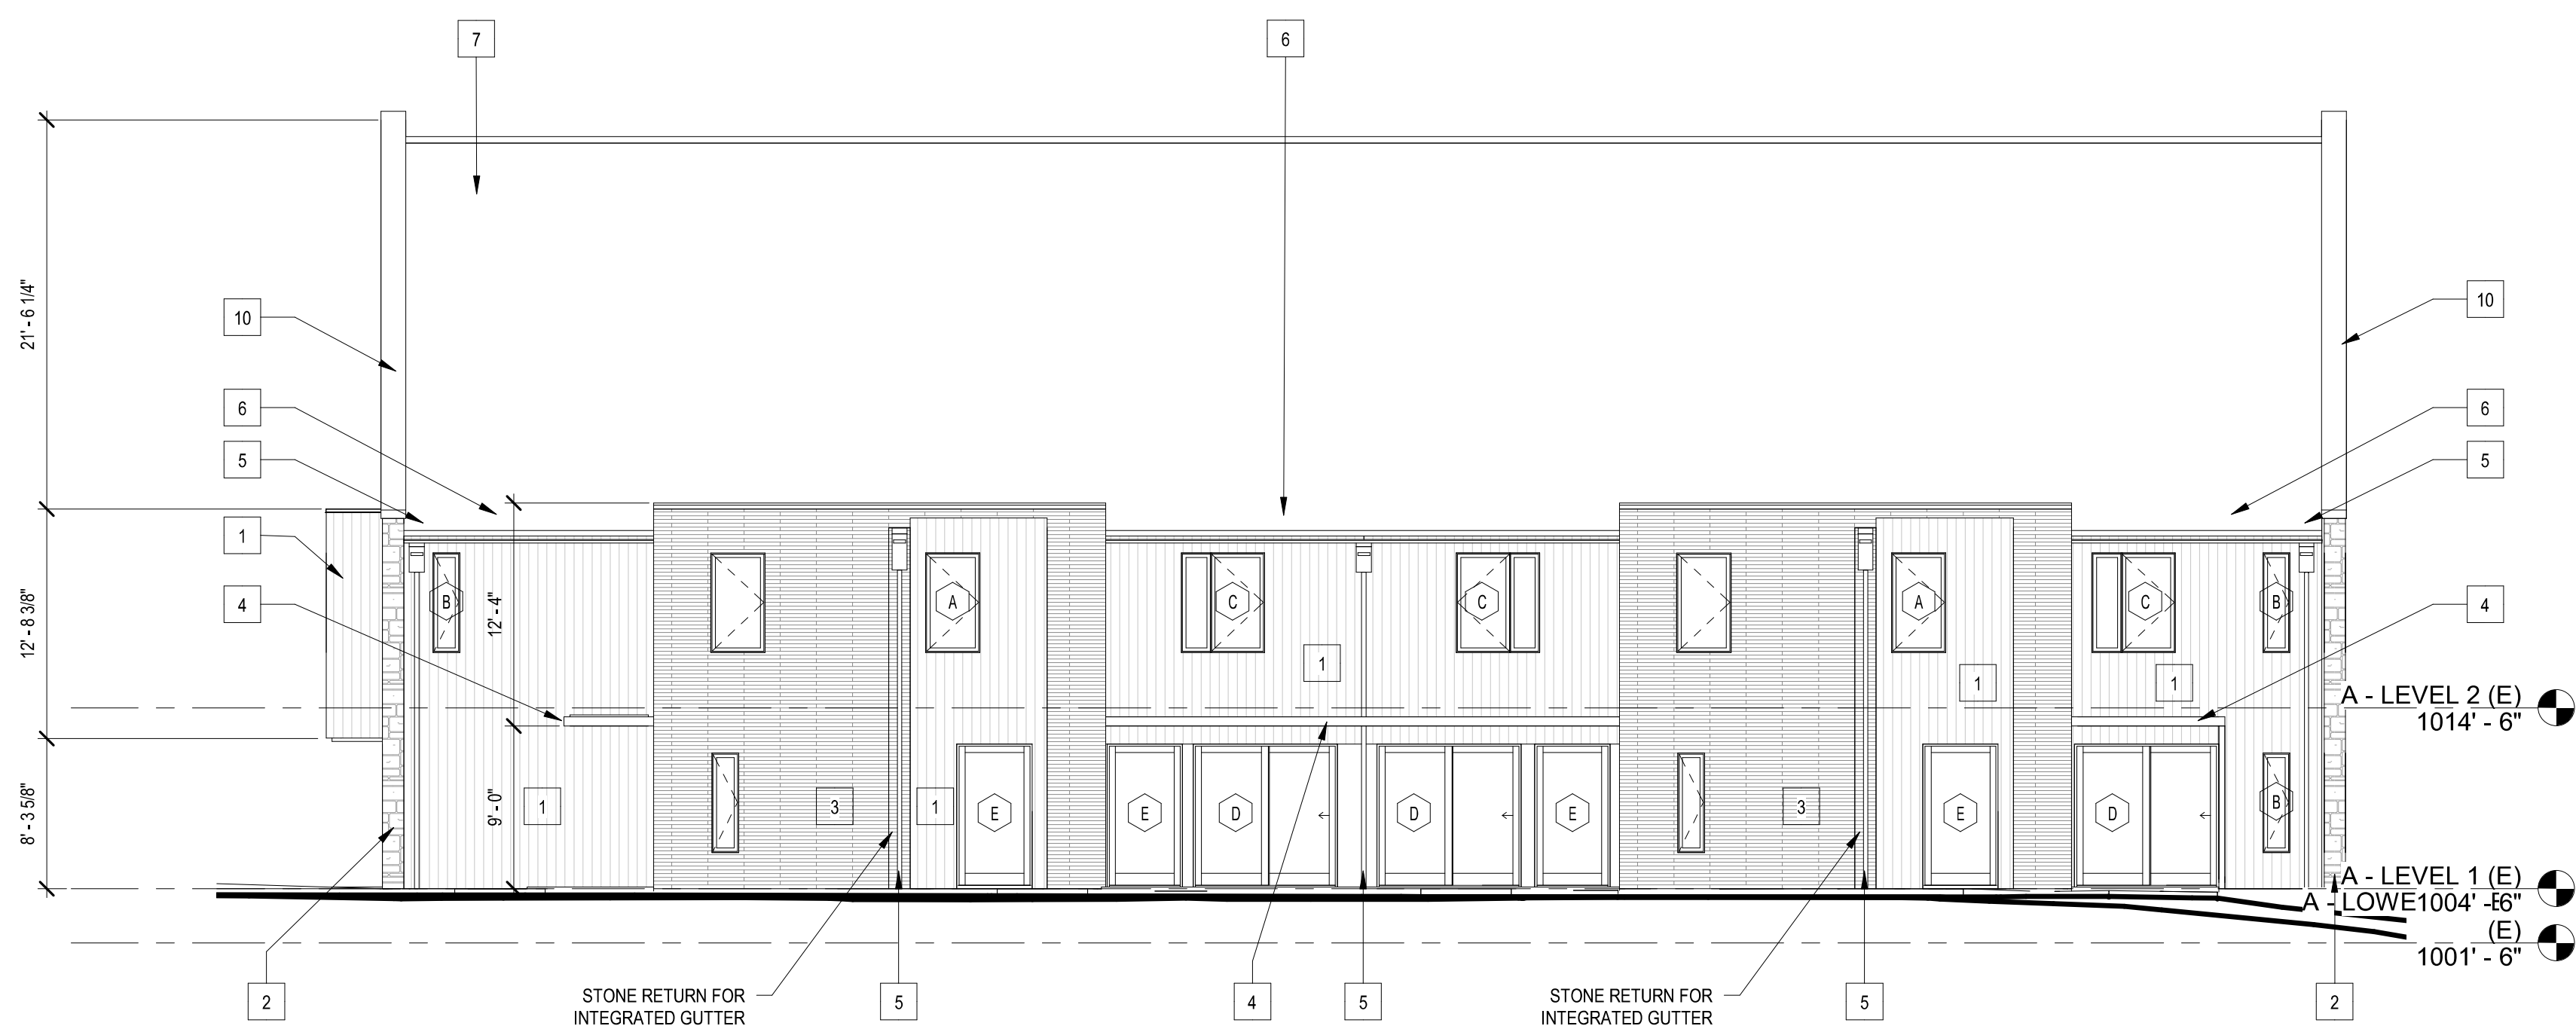 7
6
21' - 6 1/4"
10
10
6
6
5
5
1
4
4
12' - 8 3/8"
12' - 4"
B
A
C
C
A
C
B
1
1
1
A - LEVEL 2 (E)
1014' - 6"
8' - 3 5/8"
9' - 0"
1
3
1
E
E
D
D
E
3
E
D
B
A - LEVEL 1 (E)
1004' - 6"
A - LOWE
(E)
1001' - 6"
2
STONE RETURN FOR
INTEGRATED GUTTER
5
4
5
STONE RETURN FOR
INTEGRATED GUTTER
5
2